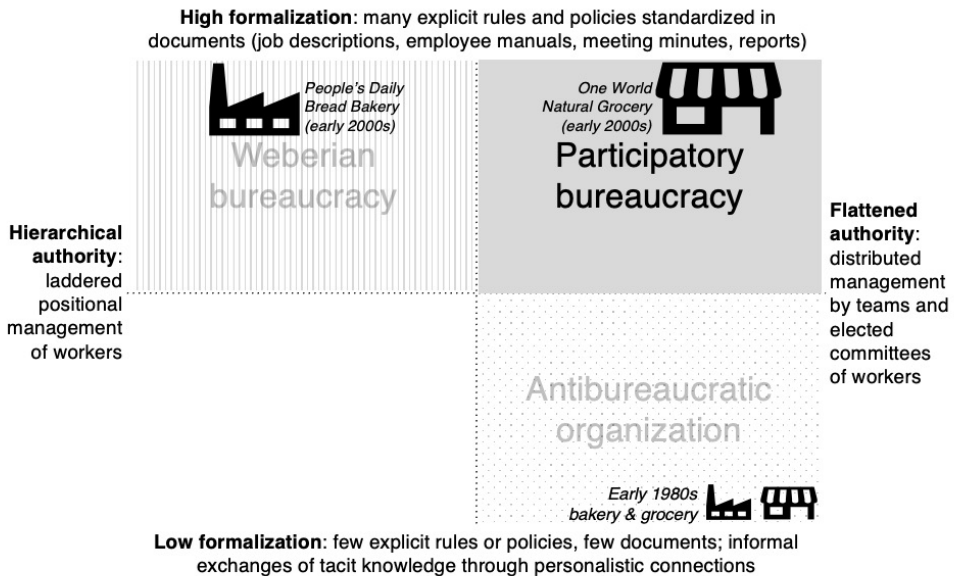 High formalization: many explicit rules and policies standardized in
documents (job descriptions, employee manuals, meeting minutes, reports)
People's Daily
Bread Bakery
(early 2000s)
Weberian
bureaucracy
One World
Natural Grocery
(early 2000s)
Participatory
bureaucracy
Hierarchical
authority:
laddered
positional
management
of workers
Flattened
authority:
distributed
management
by teams and
elected
committees
of workers
Antibureaucratic
organization
Early 1980s
bakery & grocery
Low formalization: few explicit rules or policies, few documents; informal
exchanges of tacit knowledge through personalistic connections